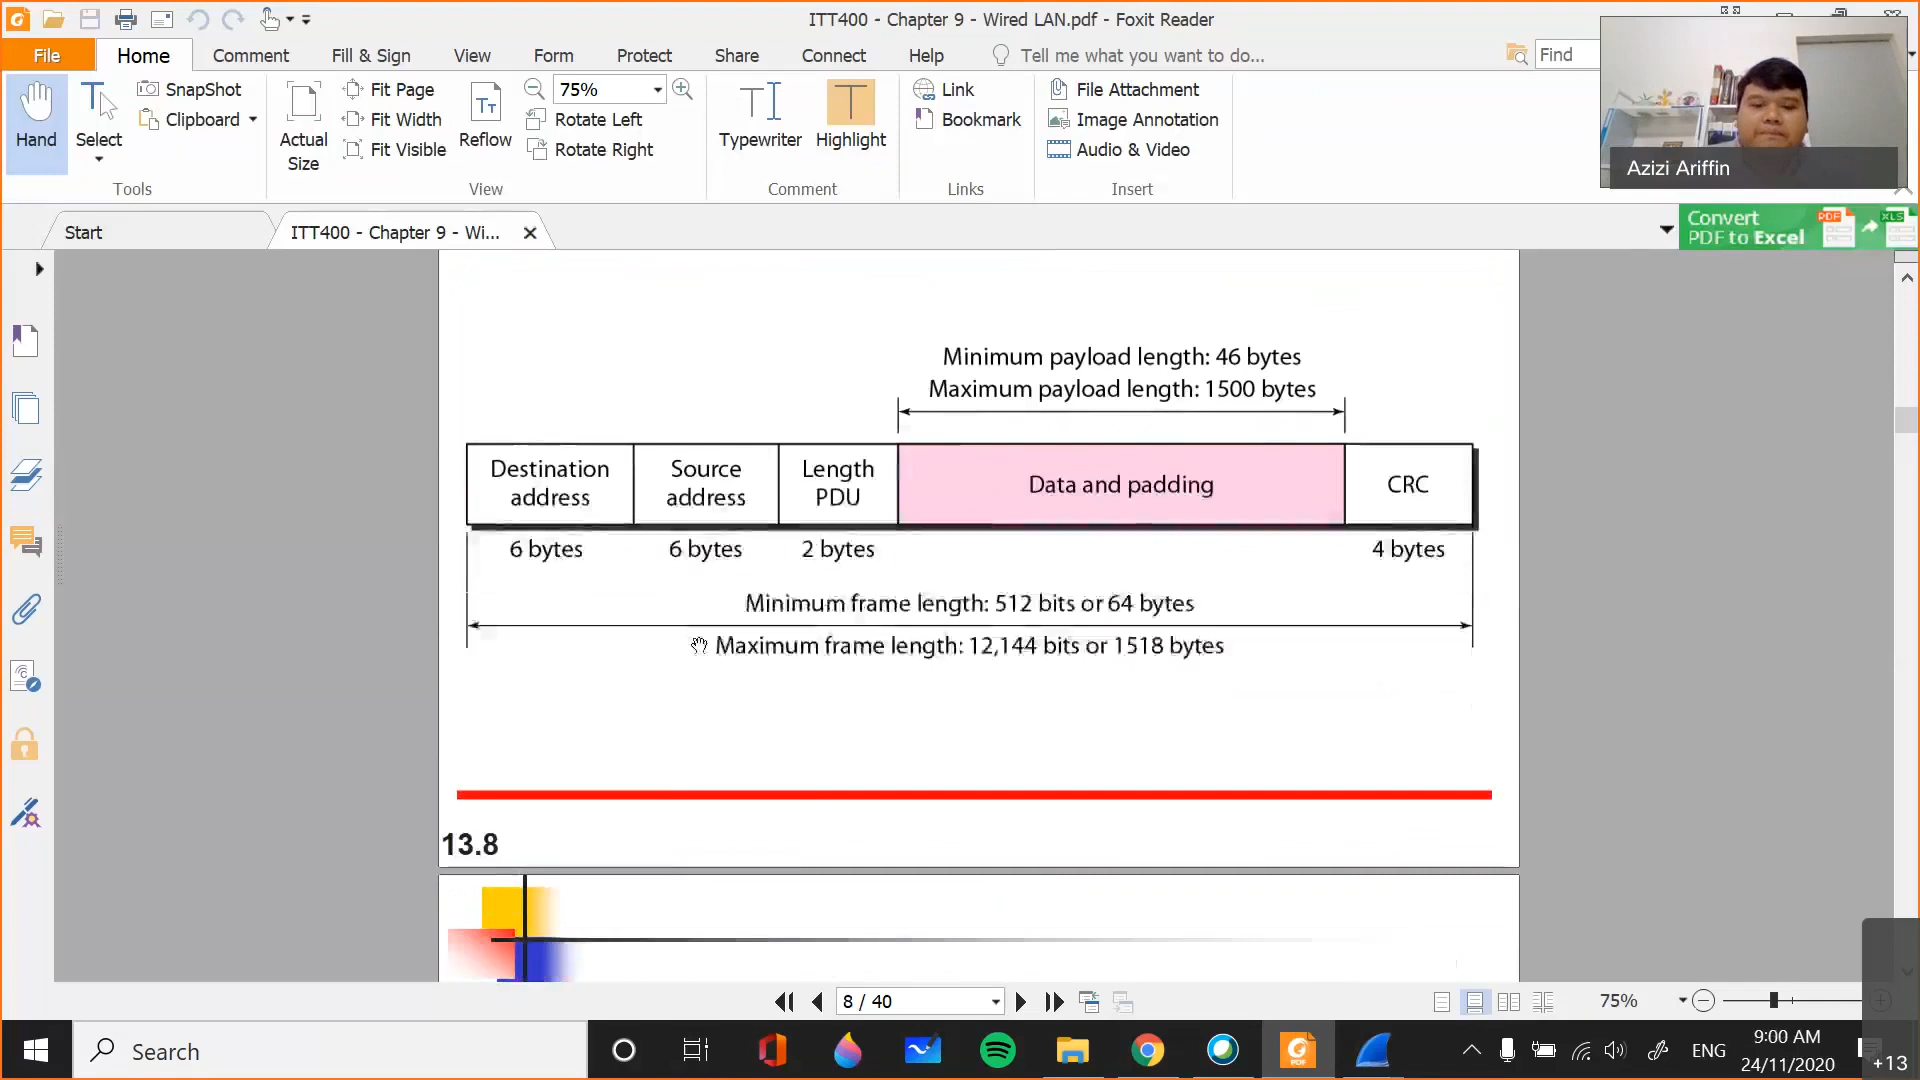 ITT400 - Chapter 9 - Wired LAN.pdf - Foxit Reader
File
Home
Comment
Fill & Sign
View
Form
Protect
Share
Connect
Help
Tell me what you want to do...
Find
Hand
Select
SnapShot
Clipboard
Tools
Actual
Size
Fit Page
Fit Width
Fit Visible
Reflow
75%
Rotate Left
Rotate Right
View
Typewriter
Highlight
Comment
Link
Bookmark
Links
File Attachment
Image Annotation
Audio & Video
Insert
Azizi Ariffin
Start
ITT400 - Chapter 9 - Wi...
Convert
PDF to Excel
PDF
XLS
Minimum payload length: 46 bytes
Maximum payload length: 1500 bytes
Destination
address
Source
address
Length
PDU
Data and padding
CRC
6 bytes
6 bytes
2 bytes
4 bytes
Minimum frame length: 512 bits or 64 bytes
Maximum frame length: 12,144 bits or 1518 bytes
13.8
8 / 40
75%
Search
PDF
ENG
9:00 AM
24/11/2020
+13